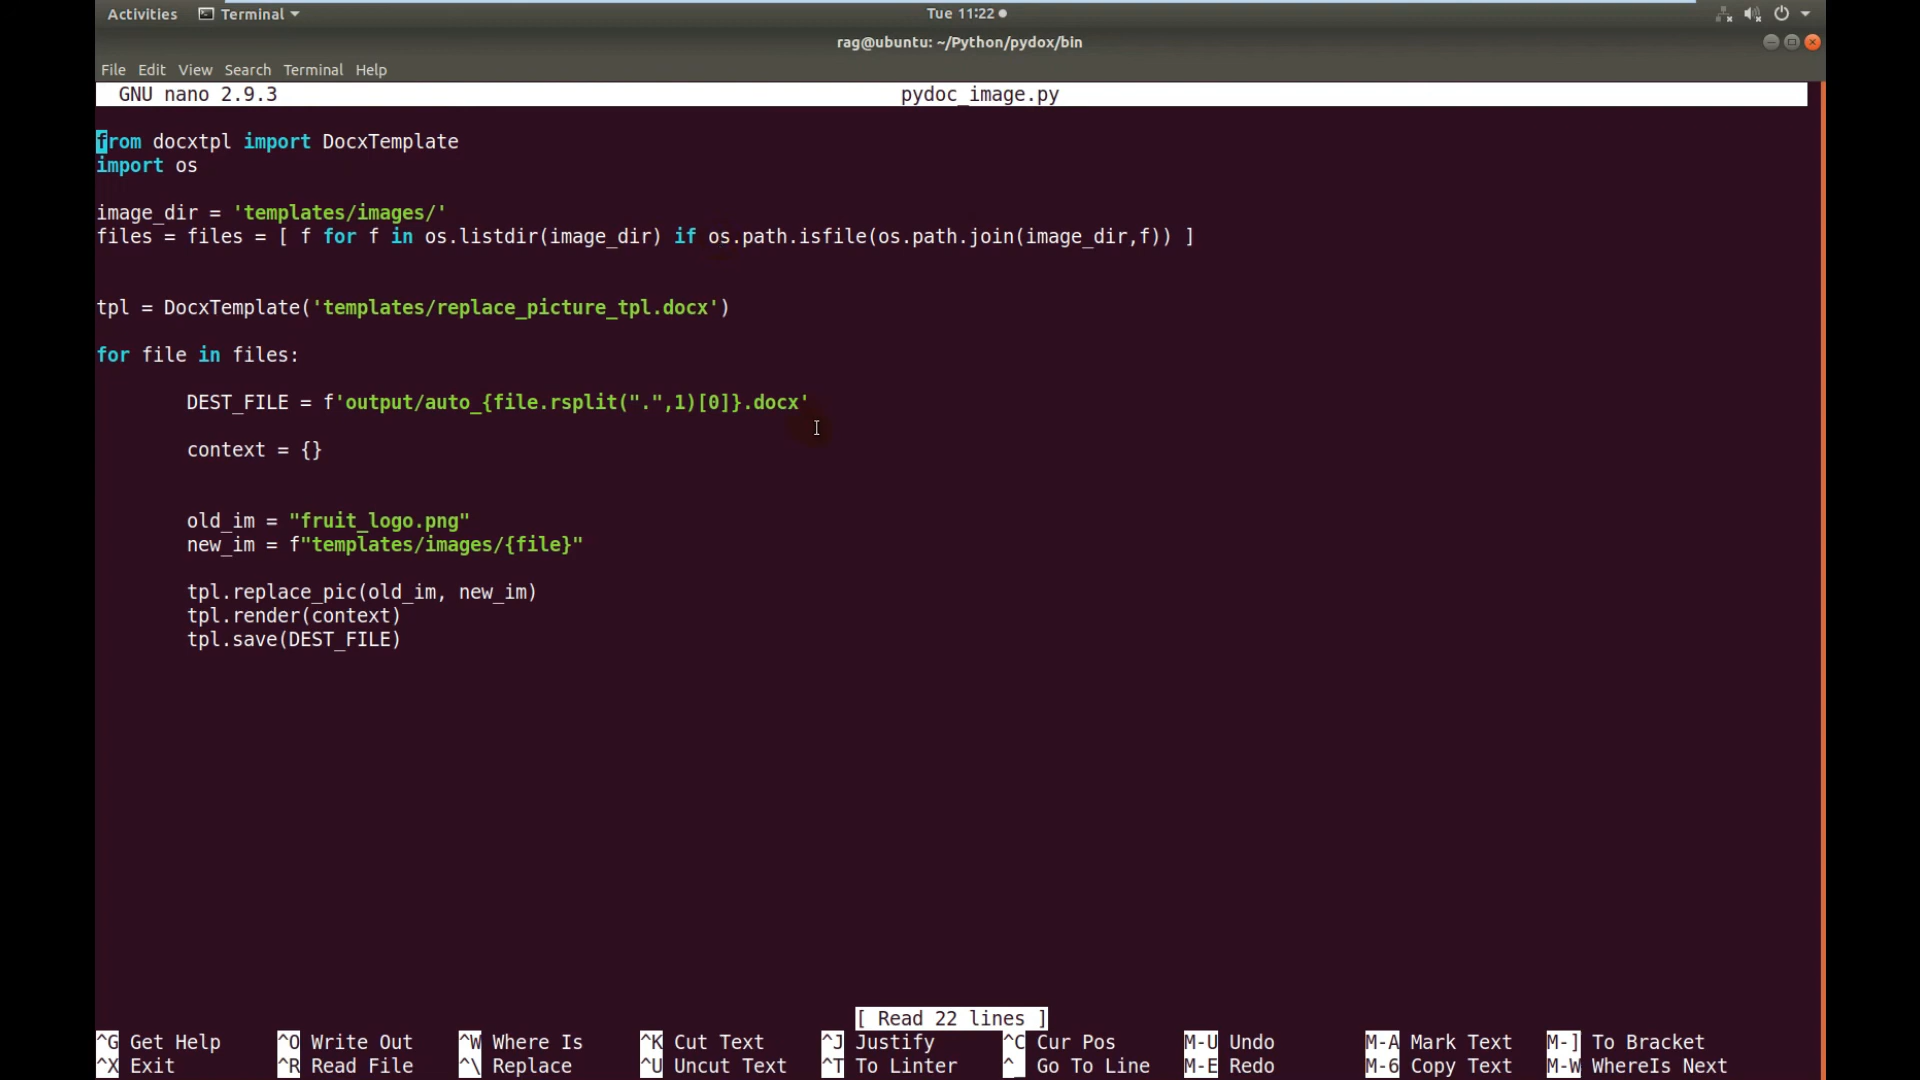 Activities Terminal Tue 11:22
rag@ubuntu: ~/Python/pydox/bin
File Edit View Search Terminal Help
GNU nano 2.9.3 pydoc_image.py
from docxtpl import DocxTemplate
import os
image_dir = 'templates/images/'
files = files = [ f for f in os.listdir(image_dir) if os.path.isfile(os.path.join(image_dir,f)) ]
tpl = DocxTemplate('templates/replace_picture_tpl.docx')
for file in files:
DEST_FILE = f'output/auto_{file.rsplit(".",1)[0]}.docx'
context = {}
old_im = "fruit_logo.png"
new_im = f"templates/images/{file}"
tpl.replace_pic(old_im, new_im)
tpl.render(context)
tpl.save(DEST_FILE)
[ Read 22 lines ]
^G Get Help ^O Write Out ^W Where Is ^K Cut Text ^J Justify ^C Cur Pos M-U Undo M-A Mark Text M-] To Bracket
^X Exit ^R Read File ^\ Replace ^U Uncut Text ^T To Linter ^_ Go To Line M-E Redo M-6 Copy Text M-W WhereIs Next